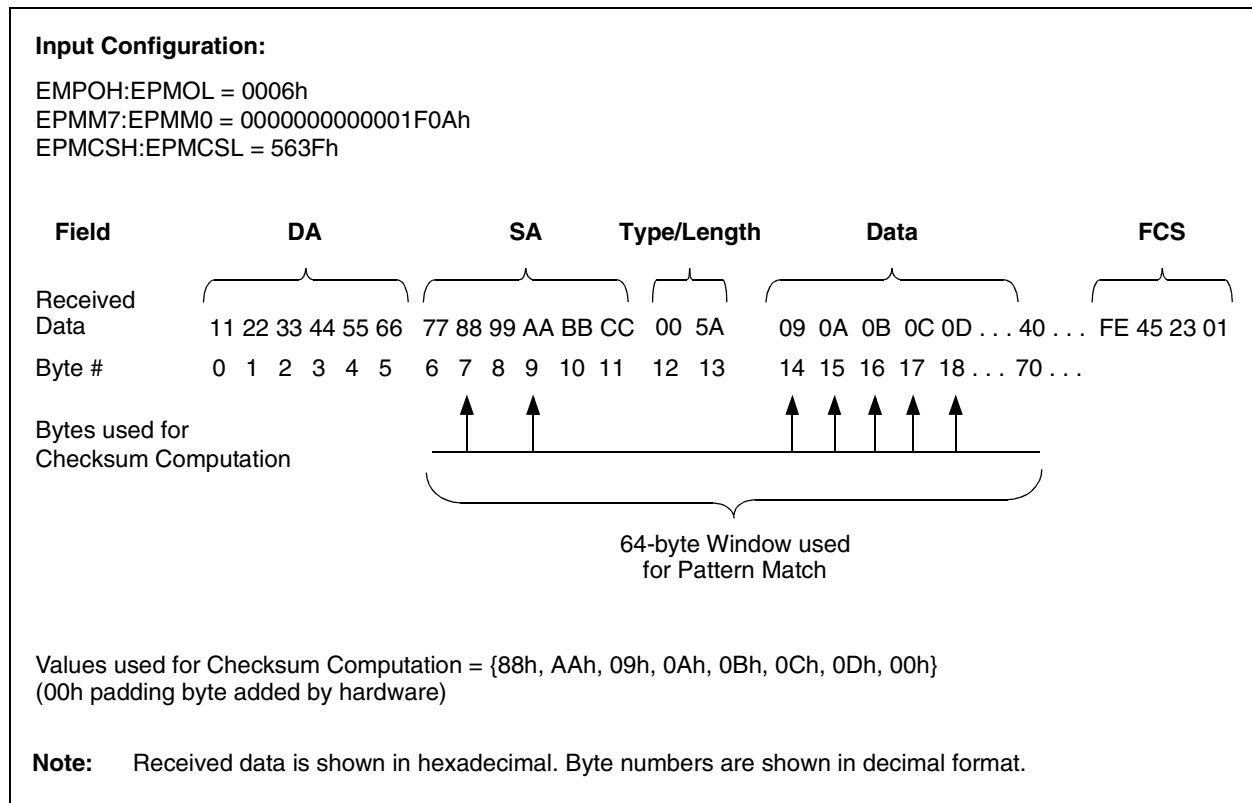 Input Configuration:
EMPOH:EPMOL = 0006h
EPMM7:EPMM0 = 0000000000001F0Ah
EPMCSH:EPMCSL = 563Fh
Field DA SA Type/Length Data FCS
Received
Data 11 22 33 44 55 66 77 88 99 AA BB CC 00 5A 09 0A 0B 0C 0D . . . 40 . . . FE 45 23 01
Byte # 0 1 2 3 4 5 6 7 8 9 10 11 12 13 14 15 16 17 18 . . . 70 . . .
Bytes used for
Checksum Computation
64-byte Window used
for Pattern Match
Values used for Checksum Computation = {88h, AAh, 09h, 0Ah, 0Bh, 0Ch, 0Dh, 00h}
(00h padding byte added by hardware)
Note: Received data is shown in hexadecimal. Byte numbers are shown in decimal format.